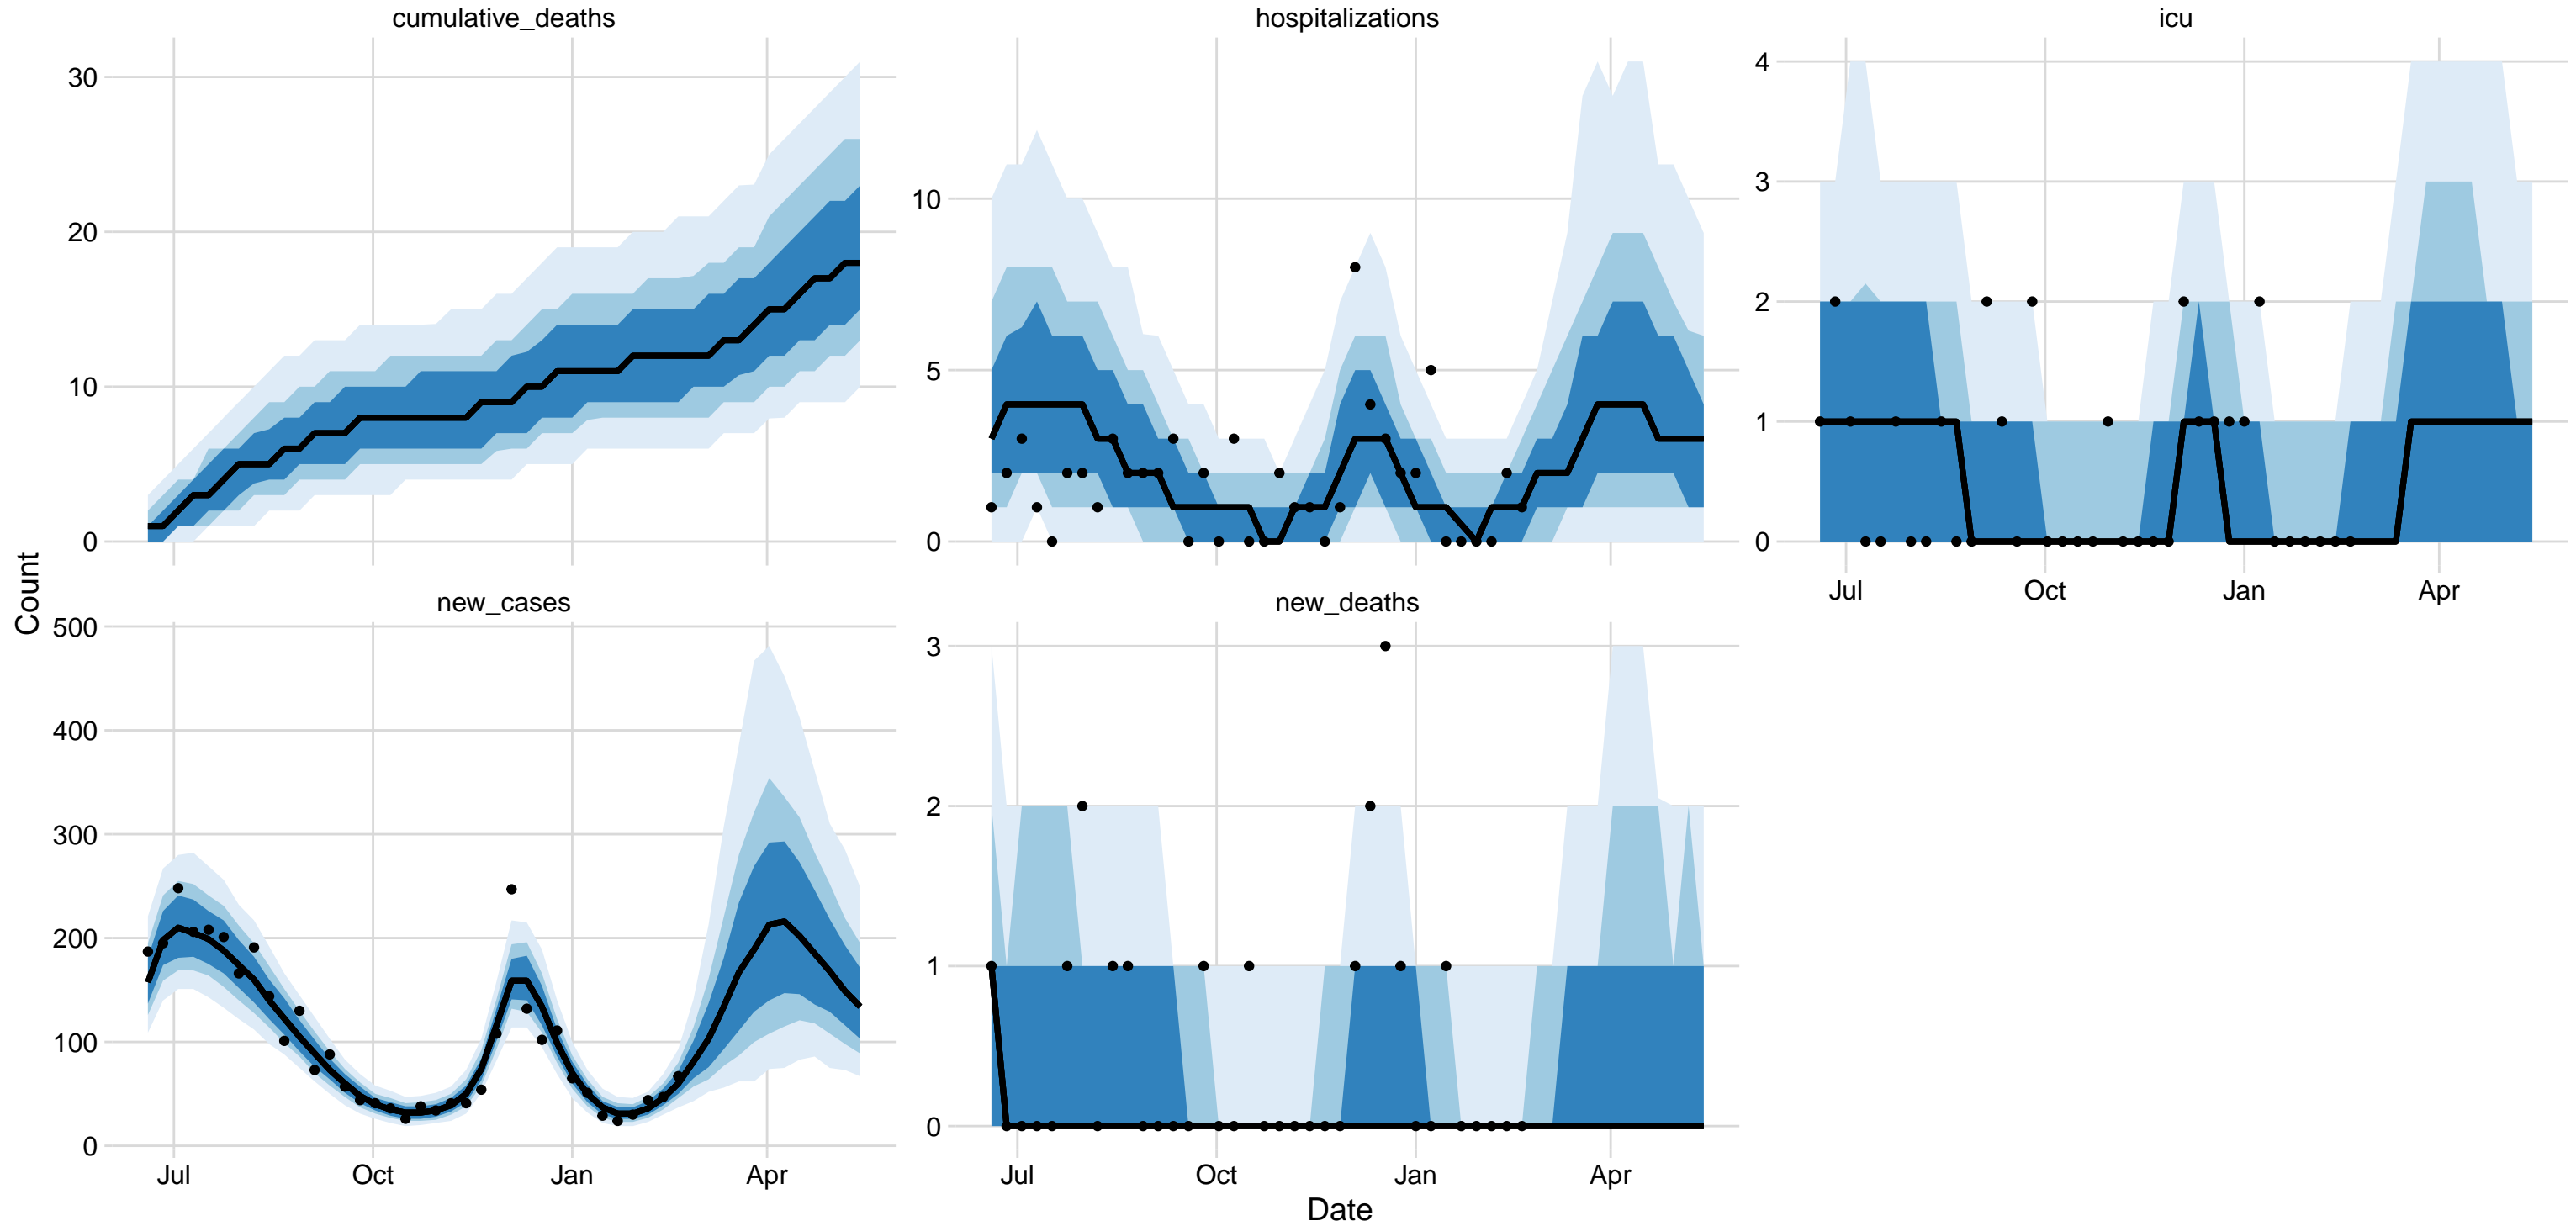 cumulative_deaths
hospitalizations
icu
30
20
10
0
10
5
0
4
3
2
1
0
Jul Oct Jan Apr
Count
new_cases
new_deaths
500
400
300
200
100
0
3
2
1
0
Jul Oct Jan Apr
Jul Oct Jan Apr
Date